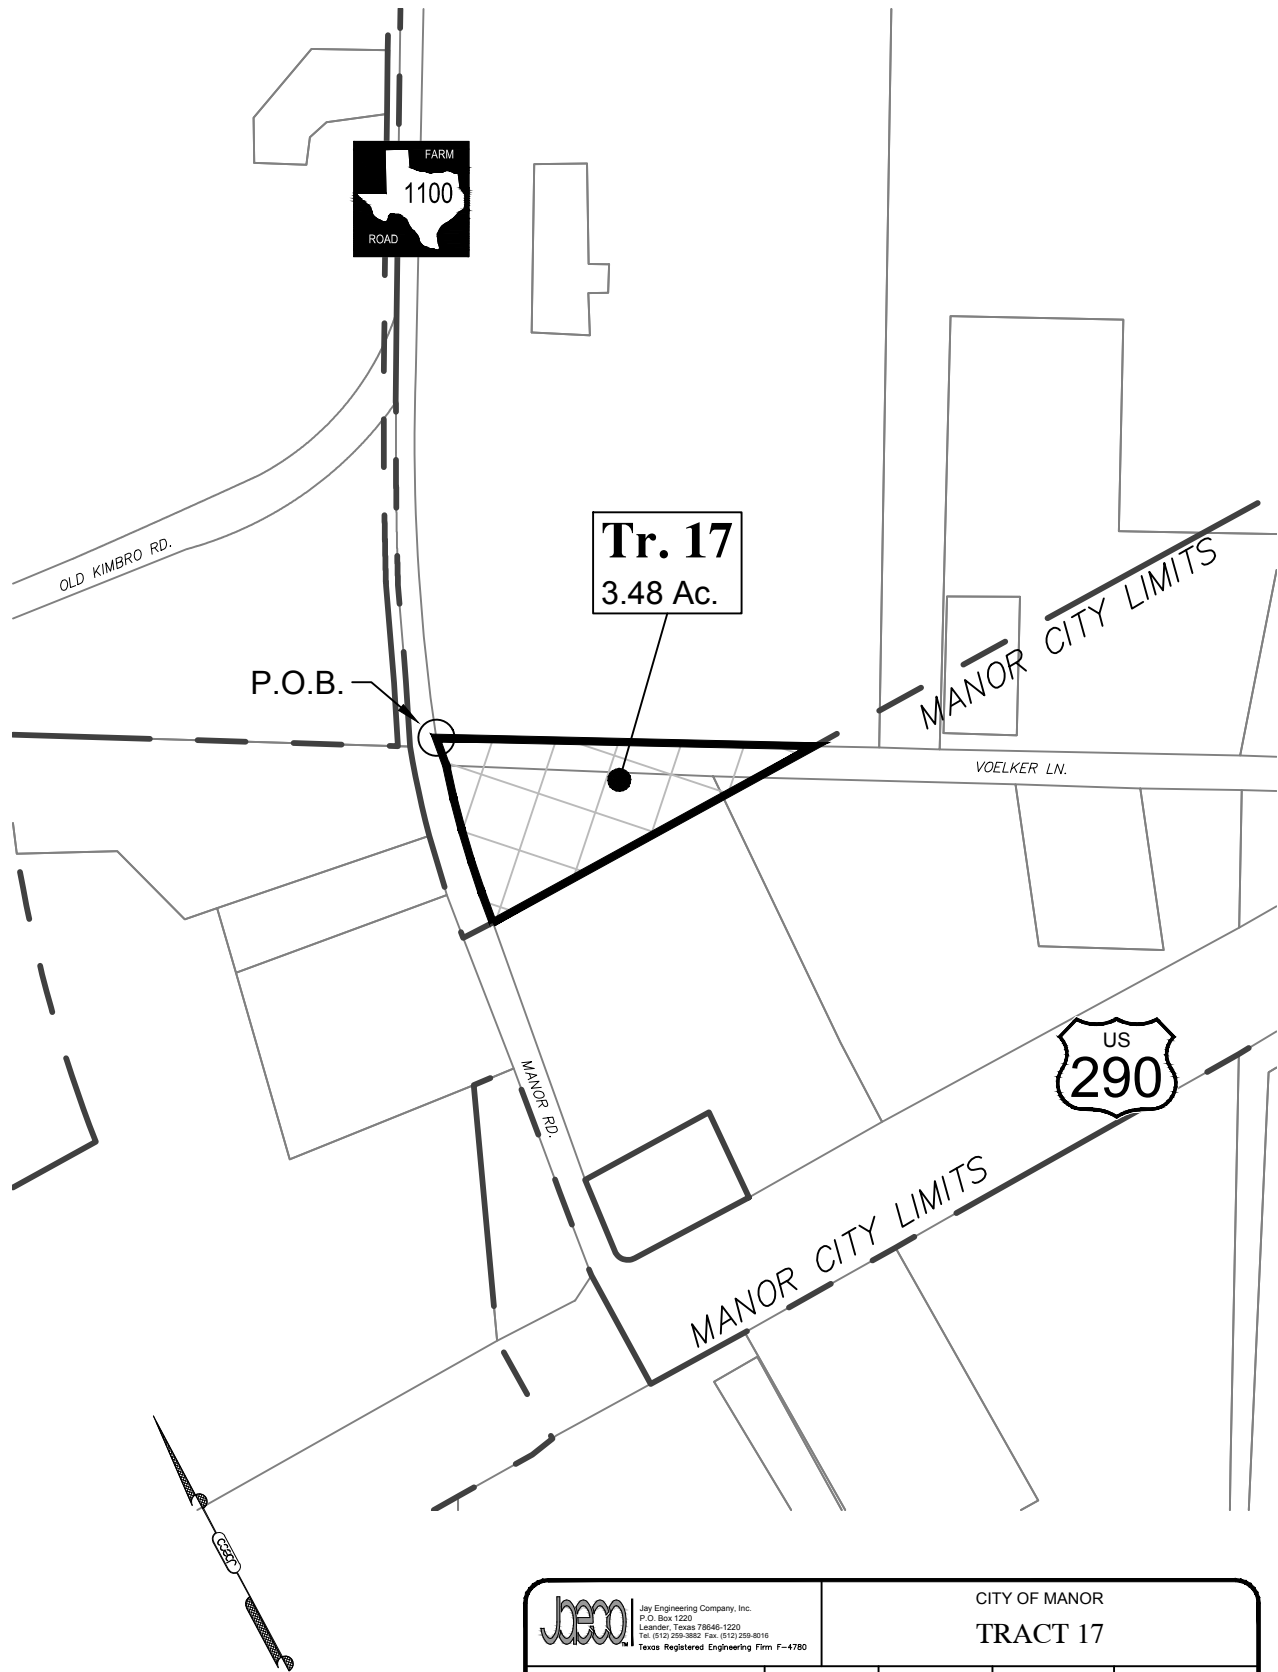 FARM
1100
ROAD
OLD KIMBRO RD.
Tr. 17
3.48 Ac.
MANOR CITY LIMITS
P.O.B.
VOELKER LN.
US
290
MANOR RD.
MANOR CITY LIMITS
Jaeco
Jay Engineering Company, Inc.
P.O. Box 1220
Leander, Texas 78646-1220
Tel. (512) 259-3882 Fax. (512) 259-8016
Texas Registered Engineering Firm F-4780
TM
CITY OF MANOR
TRACT 17